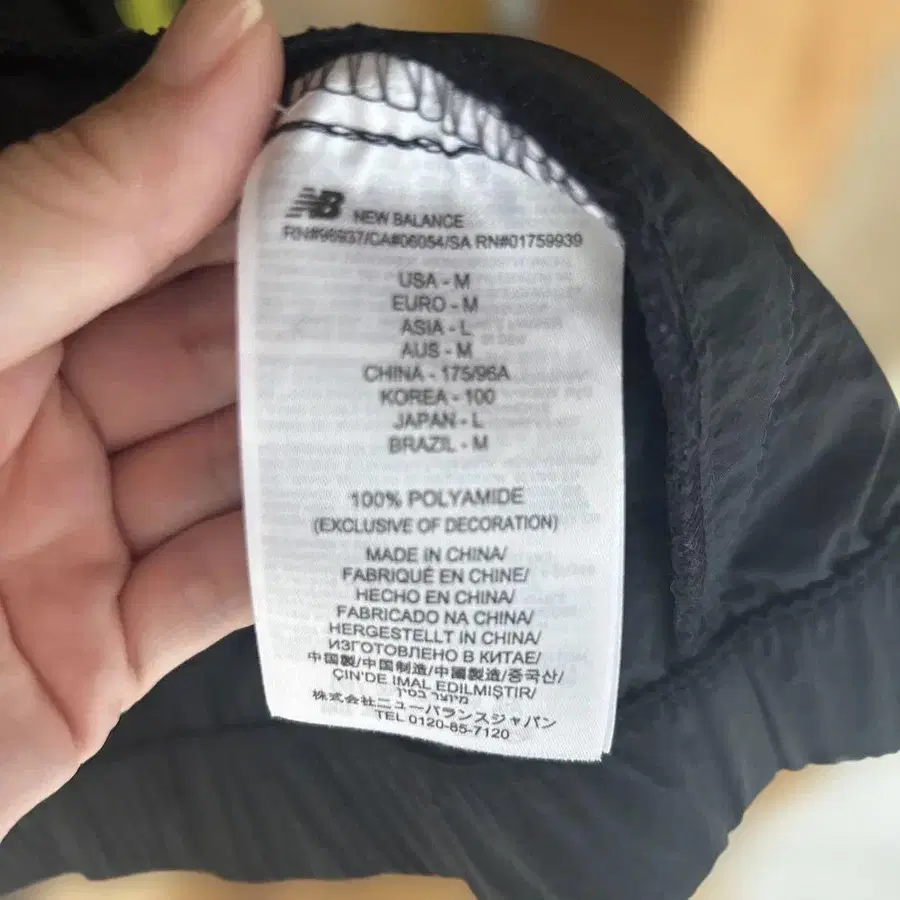 NB NEW BALANCE
RN#96937/CA#06054/SA RN#01759939
USA - M
EURO - M
ASIA - L
AUS - M
CHINA - 175/96A
KOREA - 100
JAPAN - L
BRAZIL - M
100% POLYAMIDE
(EXCLUSIVE OF DECORATION)
MADE IN CHINA/
FABRIQUÉ EN CHINE/
HECHO EN CHINA/
FABRICADO NA CHINA/
HERGESTELLT IN CHINA/
ИЗГОТОВЛЕНО В КИТАЕ/
中国製/中国制造/中國製造/중국산/
ÇIN'DE IMAL EDILMIŞTIR/
מיוצר בסין
株式会社ニューバランスジャパン
TEL 0120-85-7120